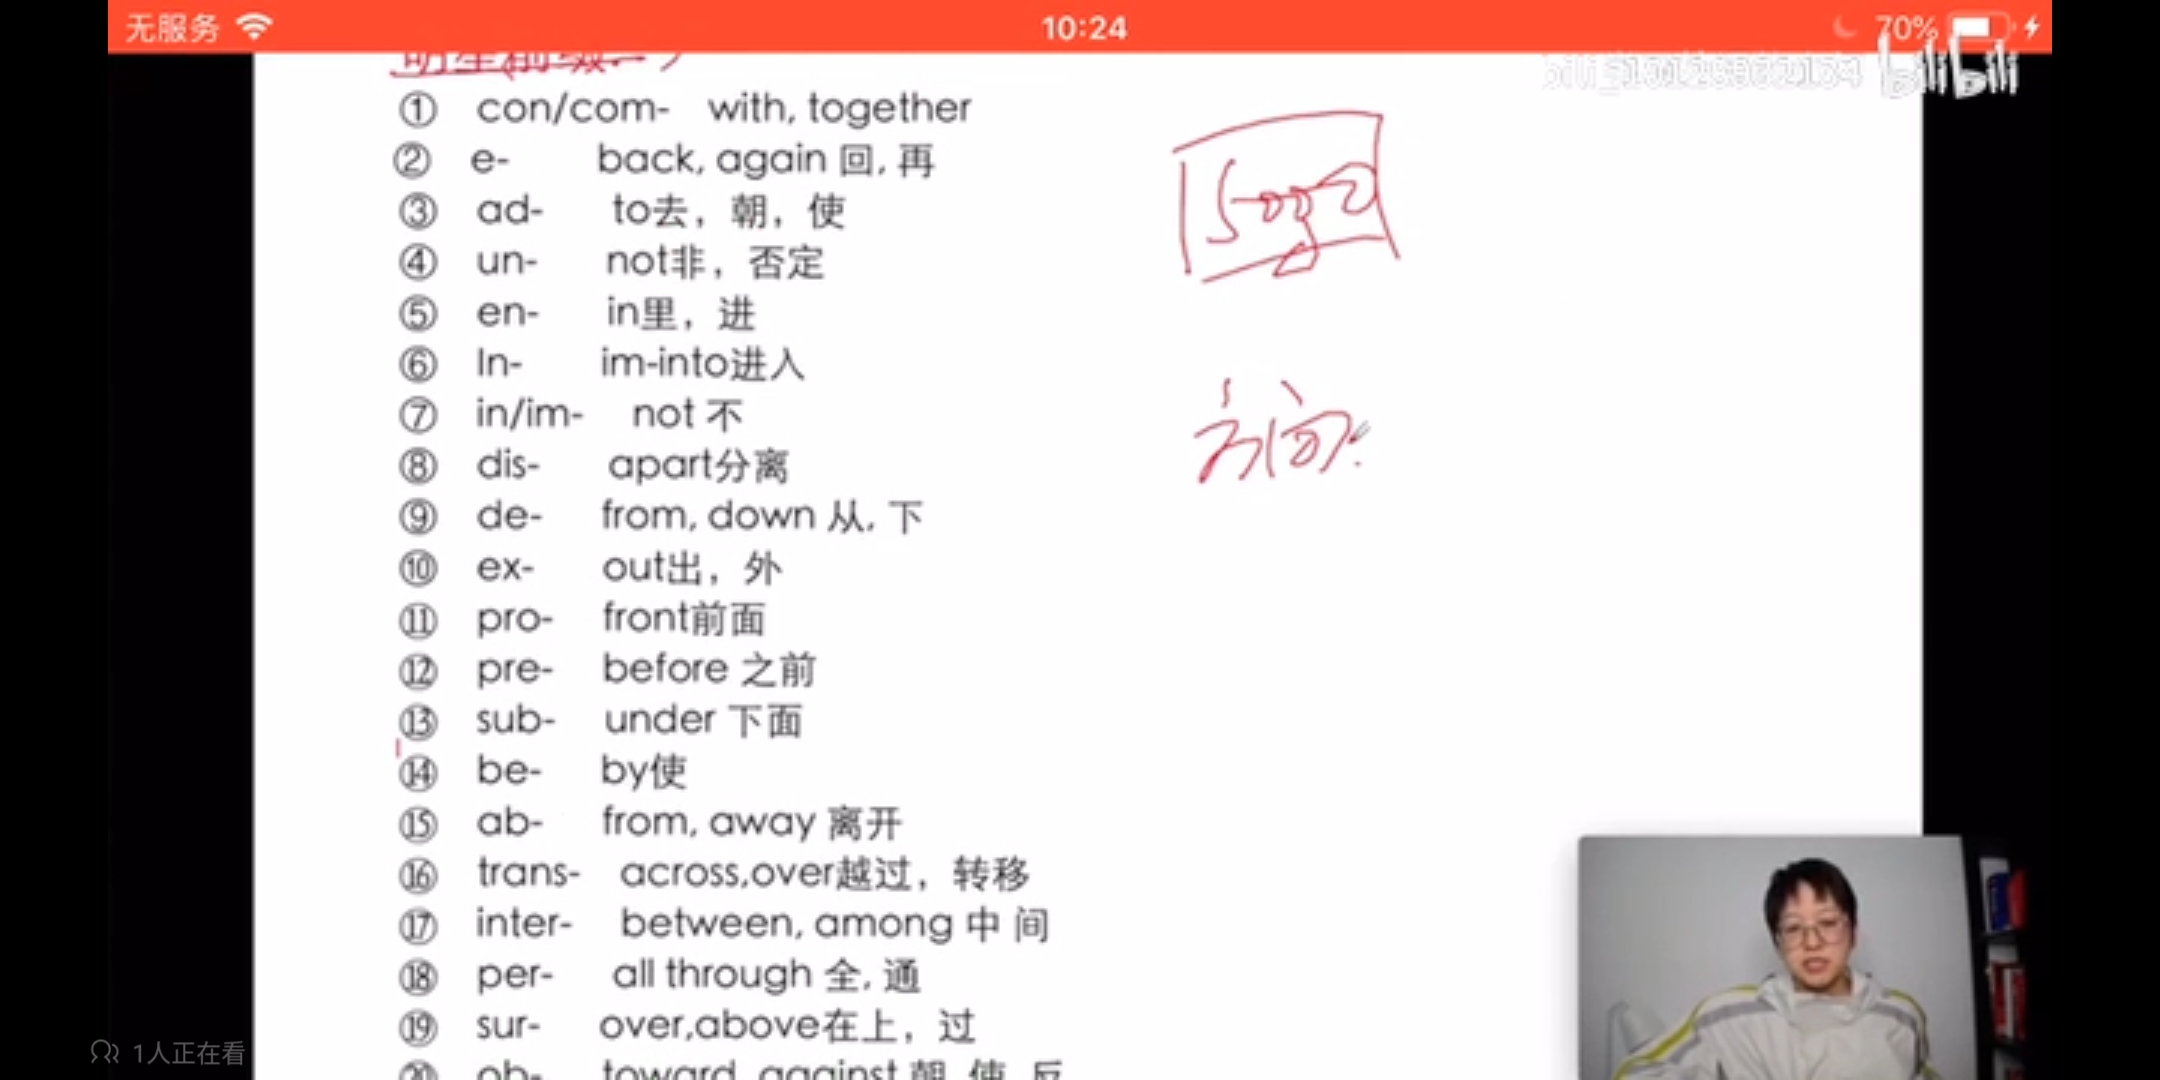 无服务 10:24 70%
bilibili
① con/com- with, together
② e- back, again 回, 再
③ ad- to去，朝，使
④ un- not非，否定
⑤ en- in里，进
⑥ In- im-into进入
⑦ in/im- not 不
⑧ dis- apart分离
⑨ de- from, down 从, 下
⑩ ex- out出，外
⑪ pro- front前面
⑫ pre- before 之前
⑬ sub- under 下面
⑭ be- by使
⑮ ab- from, away 离开
⑯ trans- across,over越过，转移
⑰ inter- between, among 中 间
⑱ per- all through 全, 通
⑲ sur- over,above在上，过
⑳ ob- toward, against 朝, 使, 反
方向
1人正在看